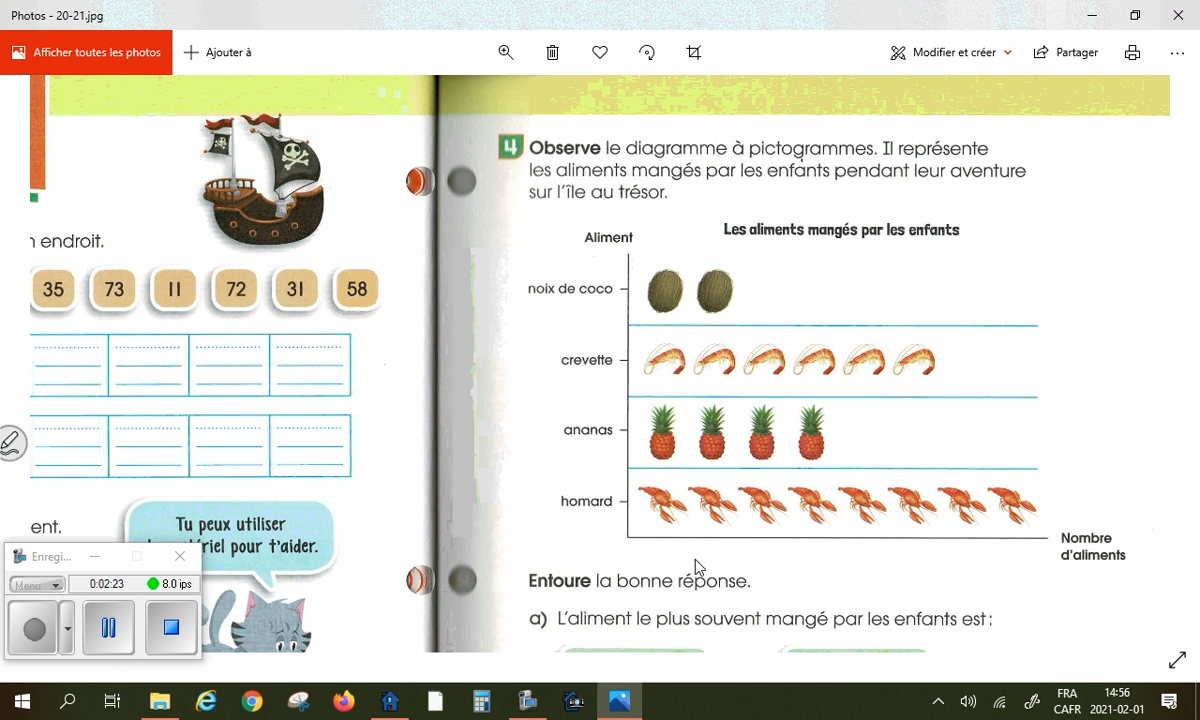 Photos - 20-21.jpg
Afficher toutes les photos
Ajouter à
Modifier et créer
Partager
endroit.
35 73 11 72 31 58
ent.
Tu peux utiliser
pour t'aider.
4 Observe le diagramme à pictogrammes. Il représente
les aliments mangés par les enfants pendant leur aventure
sur l'île au trésor.
Les aliments mangés par les enfants
Aliment
noix de coco
crevette
ananas
homard
Nombre
d'aliments
Entoure la bonne réponse.
a) L'aliment le plus souvent mangé par les enfants est :
Enregi...
Menu
0:02:23
8.0 ips
FRA
CAFR
14:56
2021-02-01